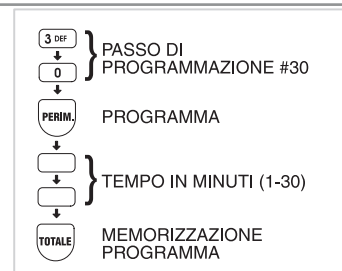 3 DEF
PASSO DI
PROGRAMMAZIONE #30
0
PERIM.
PROGRAMMA
TEMPO IN MINUTI (1-30)
TOTALE
MEMORIZZAZIONE
PROGRAMMA